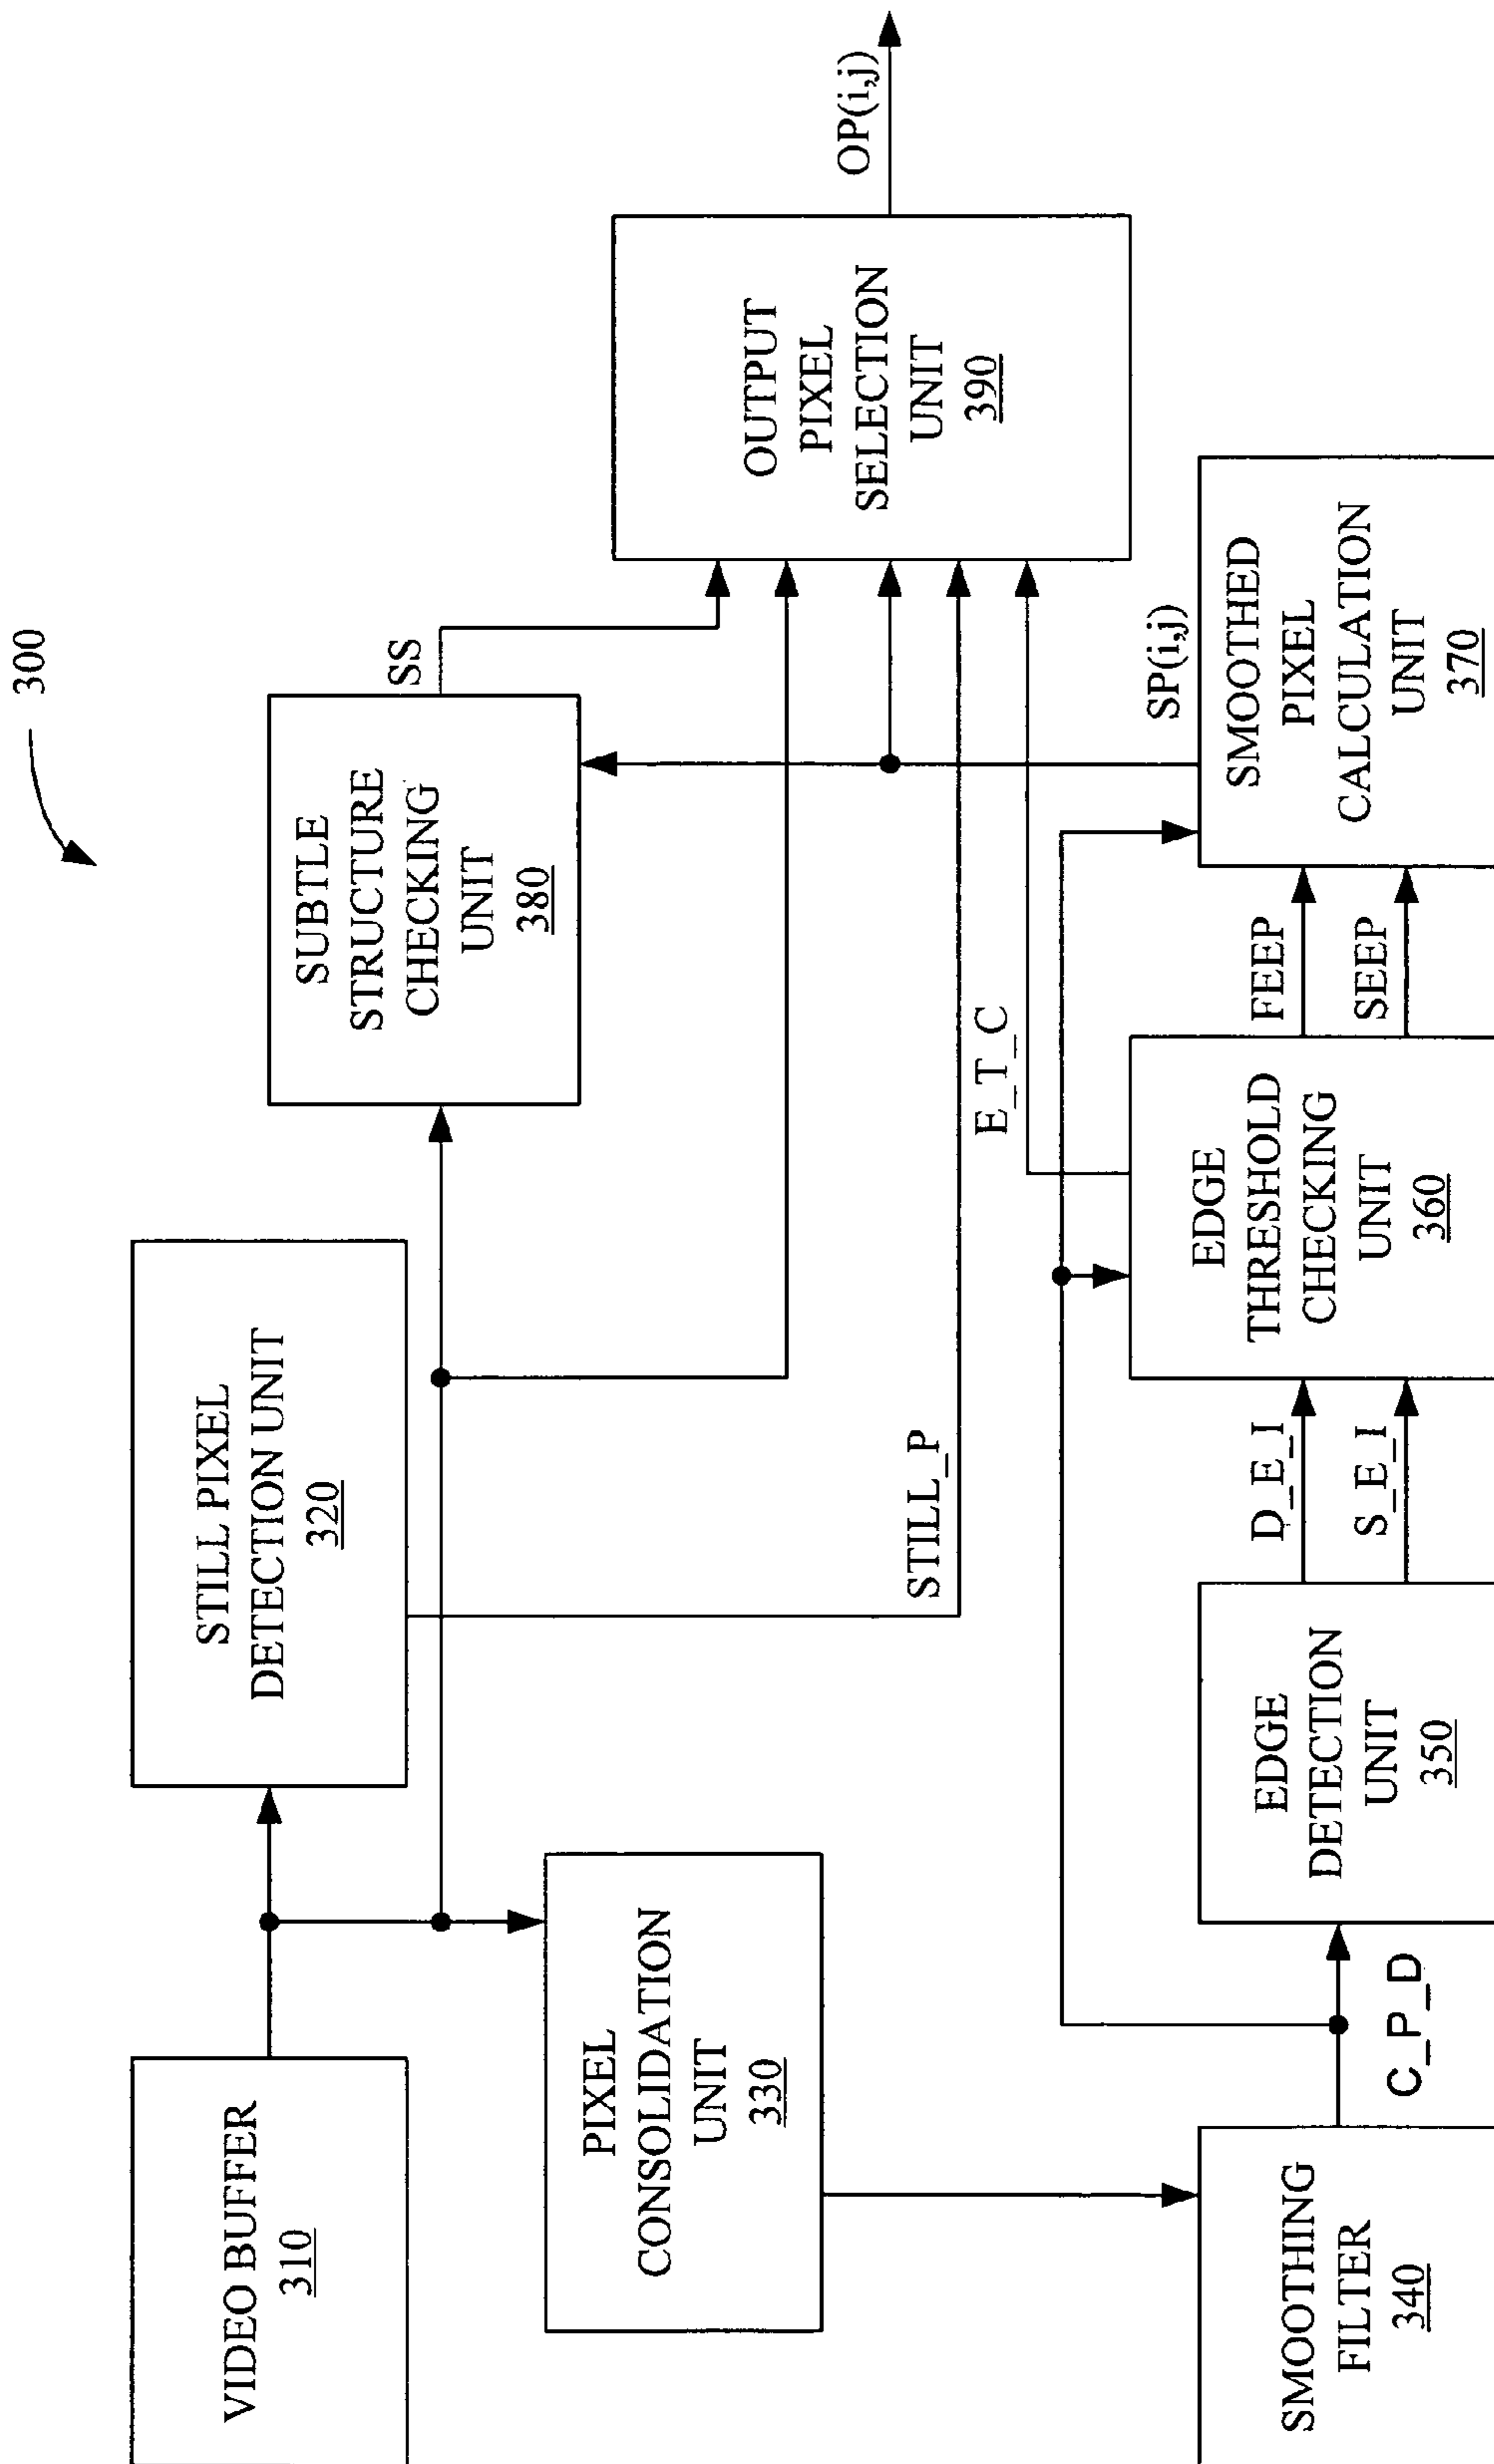 300
VIDEO BUFFER
310
STILL PIXEL
DETECTION UNIT
320
SUBTLE
STRUCTURE
CHECKING
UNIT
380
SS
PIXEL
CONSOLIDATION
UNIT
330
STILL_P
E_T_C
OUTPUT
PIXEL
SELECTION
UNIT
390
OP(i,j)
SMOOTHING
FILTER
340
C_P_D
EDGE
DETECTION
UNIT
350
D_E_I
S_E_I
EDGE
THRESHOLD
CHECKING
UNIT
360
FEEP
SEEP
SP(i,j)
SMOOTHED
PIXEL
CALCULATION
UNIT
370